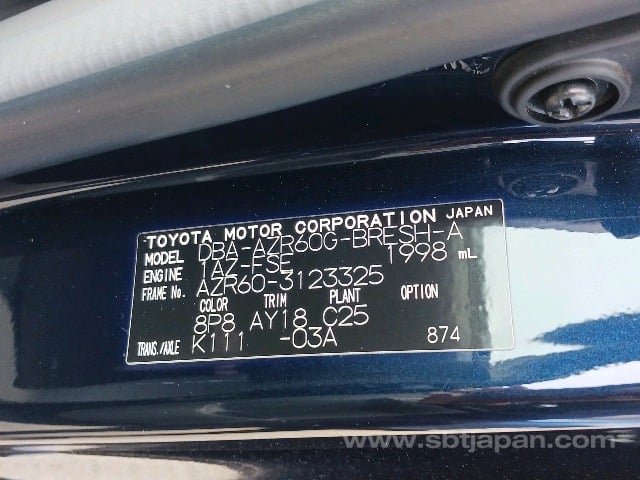 TOYOTA MOTOR CORPORATION JAPAN
MODEL DBA-AZR60G-BRESH-A
ENGINE 1AZ-FSE 1998 mL
FRAME No. AZR60-3123325
COLOR TRIM PLANT OPTION
8P8 AY18 C25
TRANS./AXLE K111 -03A 874
www.sbtjapan.com